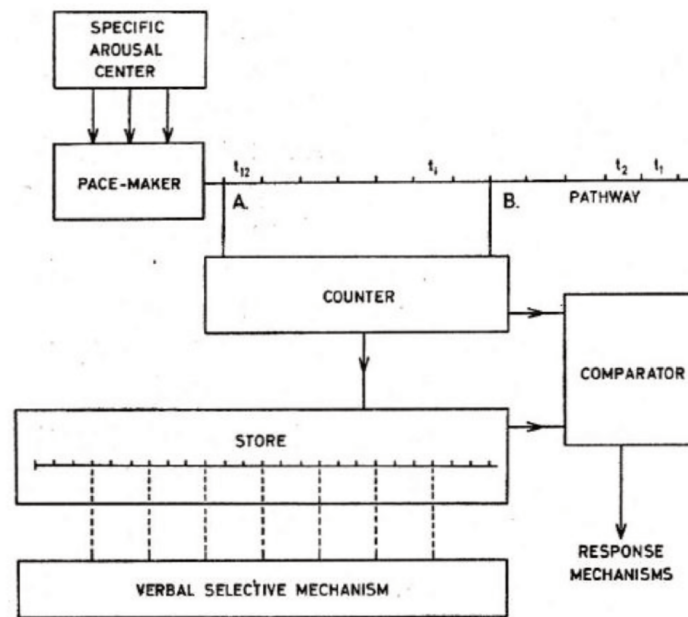 SPECIFIC
AROUSAL
CENTER
PACE-MAKER
t12
ti
t2
t1
A.
B.
PATHWAY
COUNTER
COMPARATOR
STORE
RESPONSE
MECHANISMS
VERBAL SELECTIVE MECHANISM